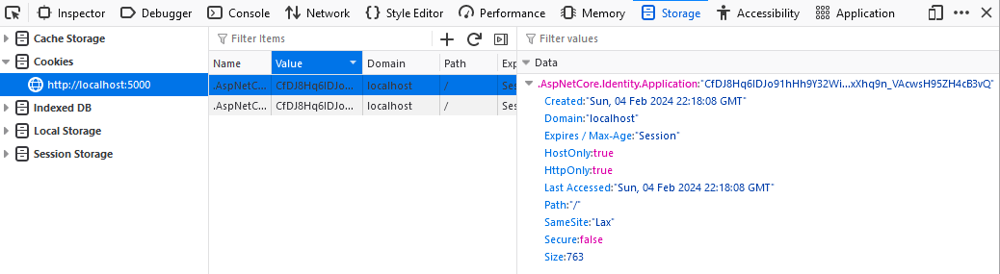 Inspector Debugger Console Network Style Editor Performance Memory Storage Accessibility Application
Cache Storage
Cookies
http://localhost:5000
Indexed DB
Local Storage
Session Storage
Filter Items
Name Value Domain Path Exp
.AspNetC... CfDJ8Hq6IDJo... localhost / Ses
.AspNetC... CfDJ8Hq6IDJo... localhost / Ses
Filter values
Data
.AspNetCore.Identity.Application:"CfDJ8Hq6IDJo91hHh9Y32Wi...xXhq9n_VAcwsH95ZH4cB3vQ"
Created:"Sun, 04 Feb 2024 22:18:08 GMT"
Domain:"localhost"
Expires / Max-Age:"Session"
HostOnly:true
HttpOnly:true
Last Accessed:"Sun, 04 Feb 2024 22:18:08 GMT"
Path:"/"
SameSite:"Lax"
Secure:false
Size:763